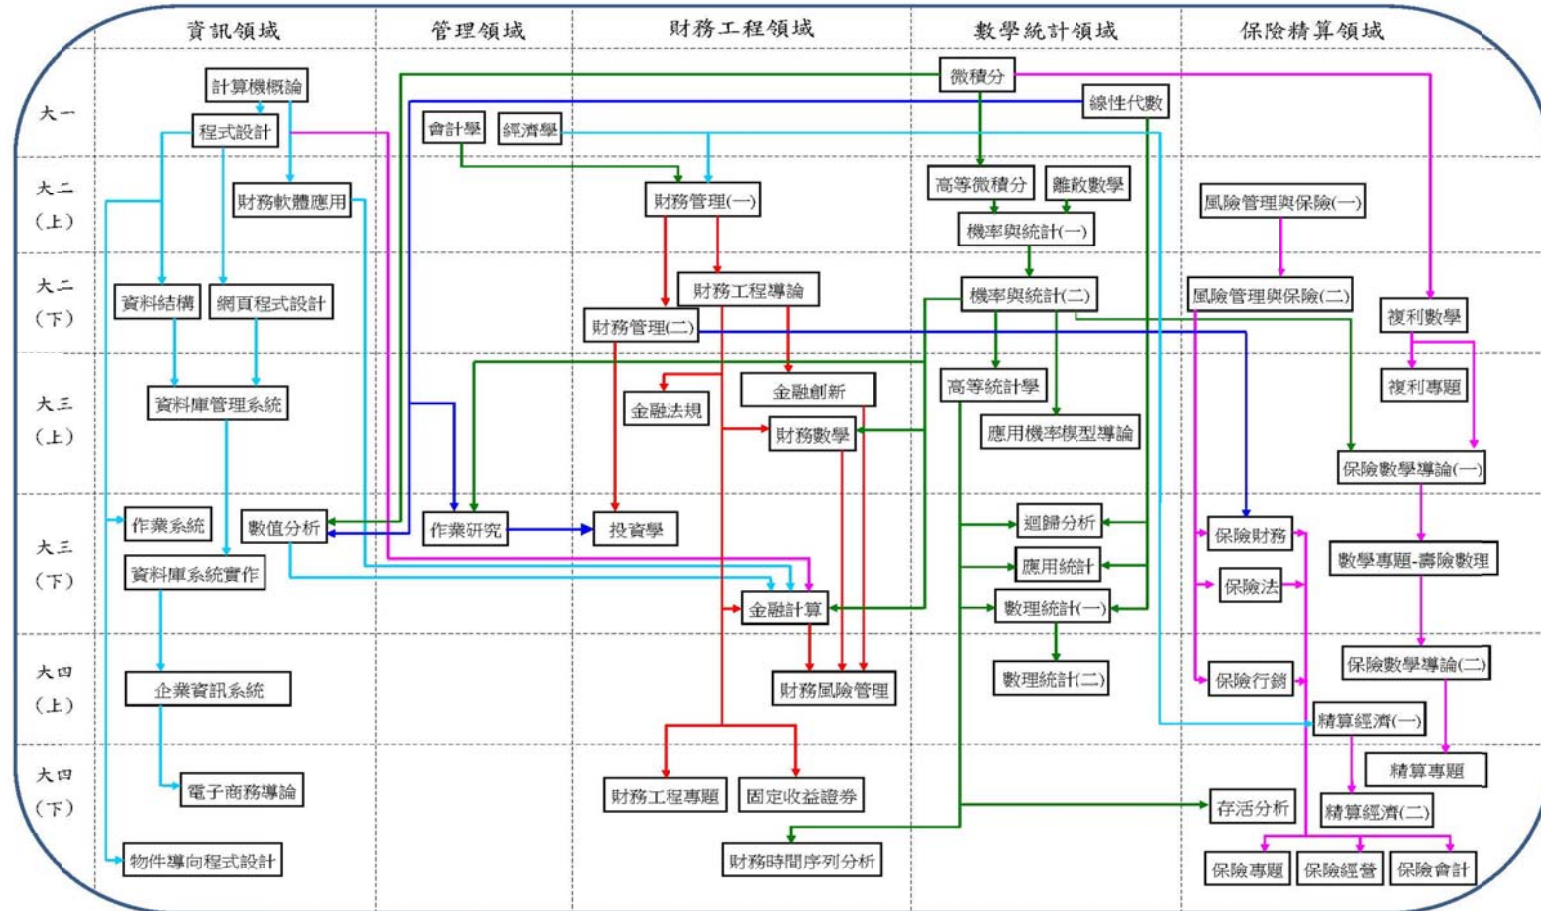 資訊領域
管理領域
財務工程領域
數學統計領域
保險精算領域
大一
計算機概論
微積分
線性代數
程式設計
會計學
經濟學
大二
(上)
財務軟體應用
財務管理(一)
高等微積分
離散數學
機率與統計(一)
風險管理與保險(一)
大二
(下)
資料結構
網頁程式設計
財務工程導論
財務管理(二)
機率與統計(二)
風險管理與保險(二)
複利數學
大三
(上)
資料庫管理系統
金融法規
金融創新
財務數學
高等統計學
應用機率模型導論
複利專題
保險數學導論(一)
大三
(下)
作業系統
數值分析
資料庫系統實作
作業研究
投資學
金融計算
迴歸分析
應用統計
數理統計(一)
保險財務
保險法
數學專題-壽險數理
大四
(上)
企業資訊系統
財務風險管理
數理統計(二)
保險行銷
保險數學導論(二)
精算經濟(一)
大四
(下)
電子商務導論
物件導向程式設計
財務工程專題
固定收益證券
財務時間序列分析
存活分析
精算專題
精算經濟(二)
保險專題
保險經營
保險會計